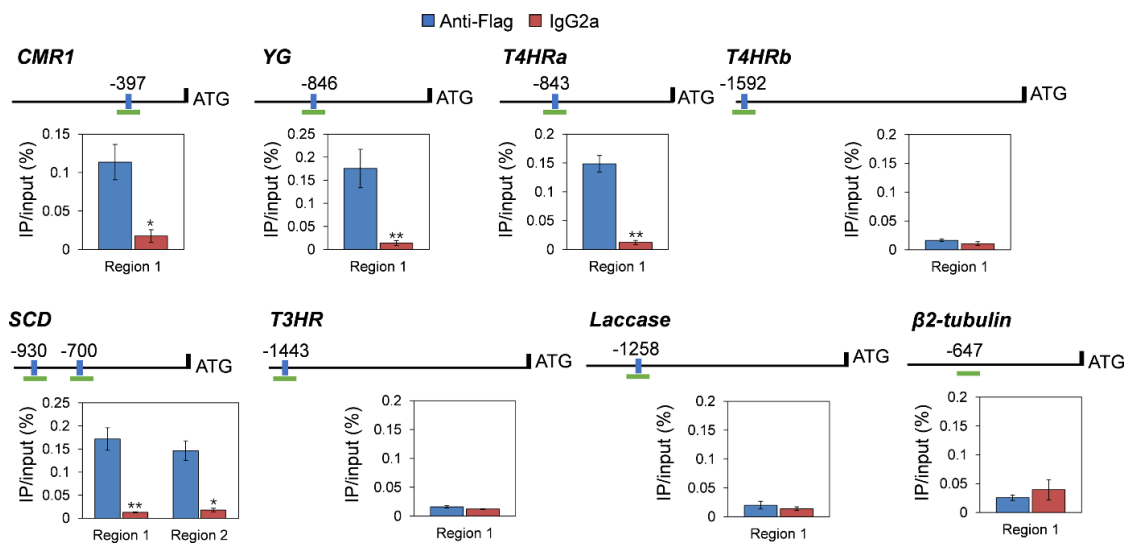 Anti-Flag IgG2a
CMR1
-397
ATG
IP/input (%)
0.15
0.1
0.05
0
*
Region 1
YG
-846
ATG
IP/input (%)
0.25
0.2
0.15
0.1
0.05
0
**
Region 1
T4HRa
-843
ATG
IP/input (%)
0.2
0.15
0.1
0.05
0
**
Region 1
T4HRb
-1592
ATG
IP/input (%)
0.2
0.15
0.1
0.05
0
Region 1
SCD
-930 -700
ATG
IP/input (%)
0.25
0.2
0.15
0.1
0.05
0
** *
Region 1 Region 2
T3HR
-1443
ATG
IP/input (%)
0.2
0.15
0.1
0.05
0
Region 1
Laccase
-1258
ATG
IP/input (%)
0.2
0.15
0.1
0.05
0
Region 1
β2-tubulin
-647
ATG
IP/input (%)
0.2
0.15
0.1
0.05
0
Region 1